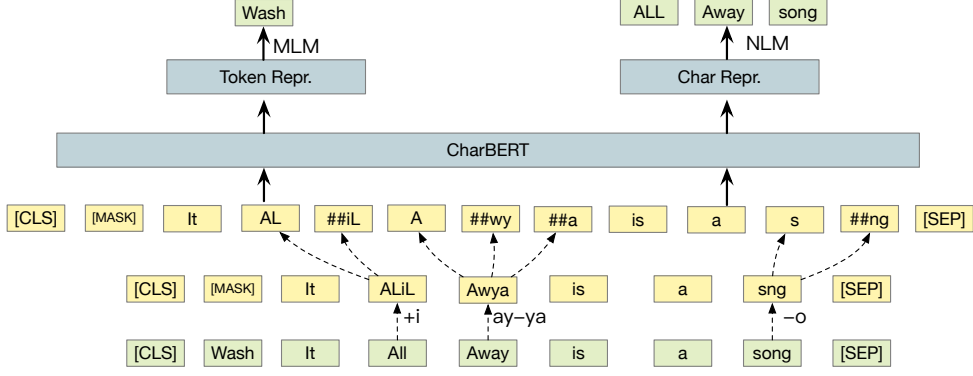 Wash ALL Away song
MLM NLM
Token Repr. Char Repr.
CharBERT
[CLS] [MASK] It AL ##iL A ##wy ##a is a s ##ng [SEP]
[CLS] [MASK] It ALiL Awya is a sng [SEP]
+i ay–ya –o
[CLS] Wash It All Away is a song [SEP]